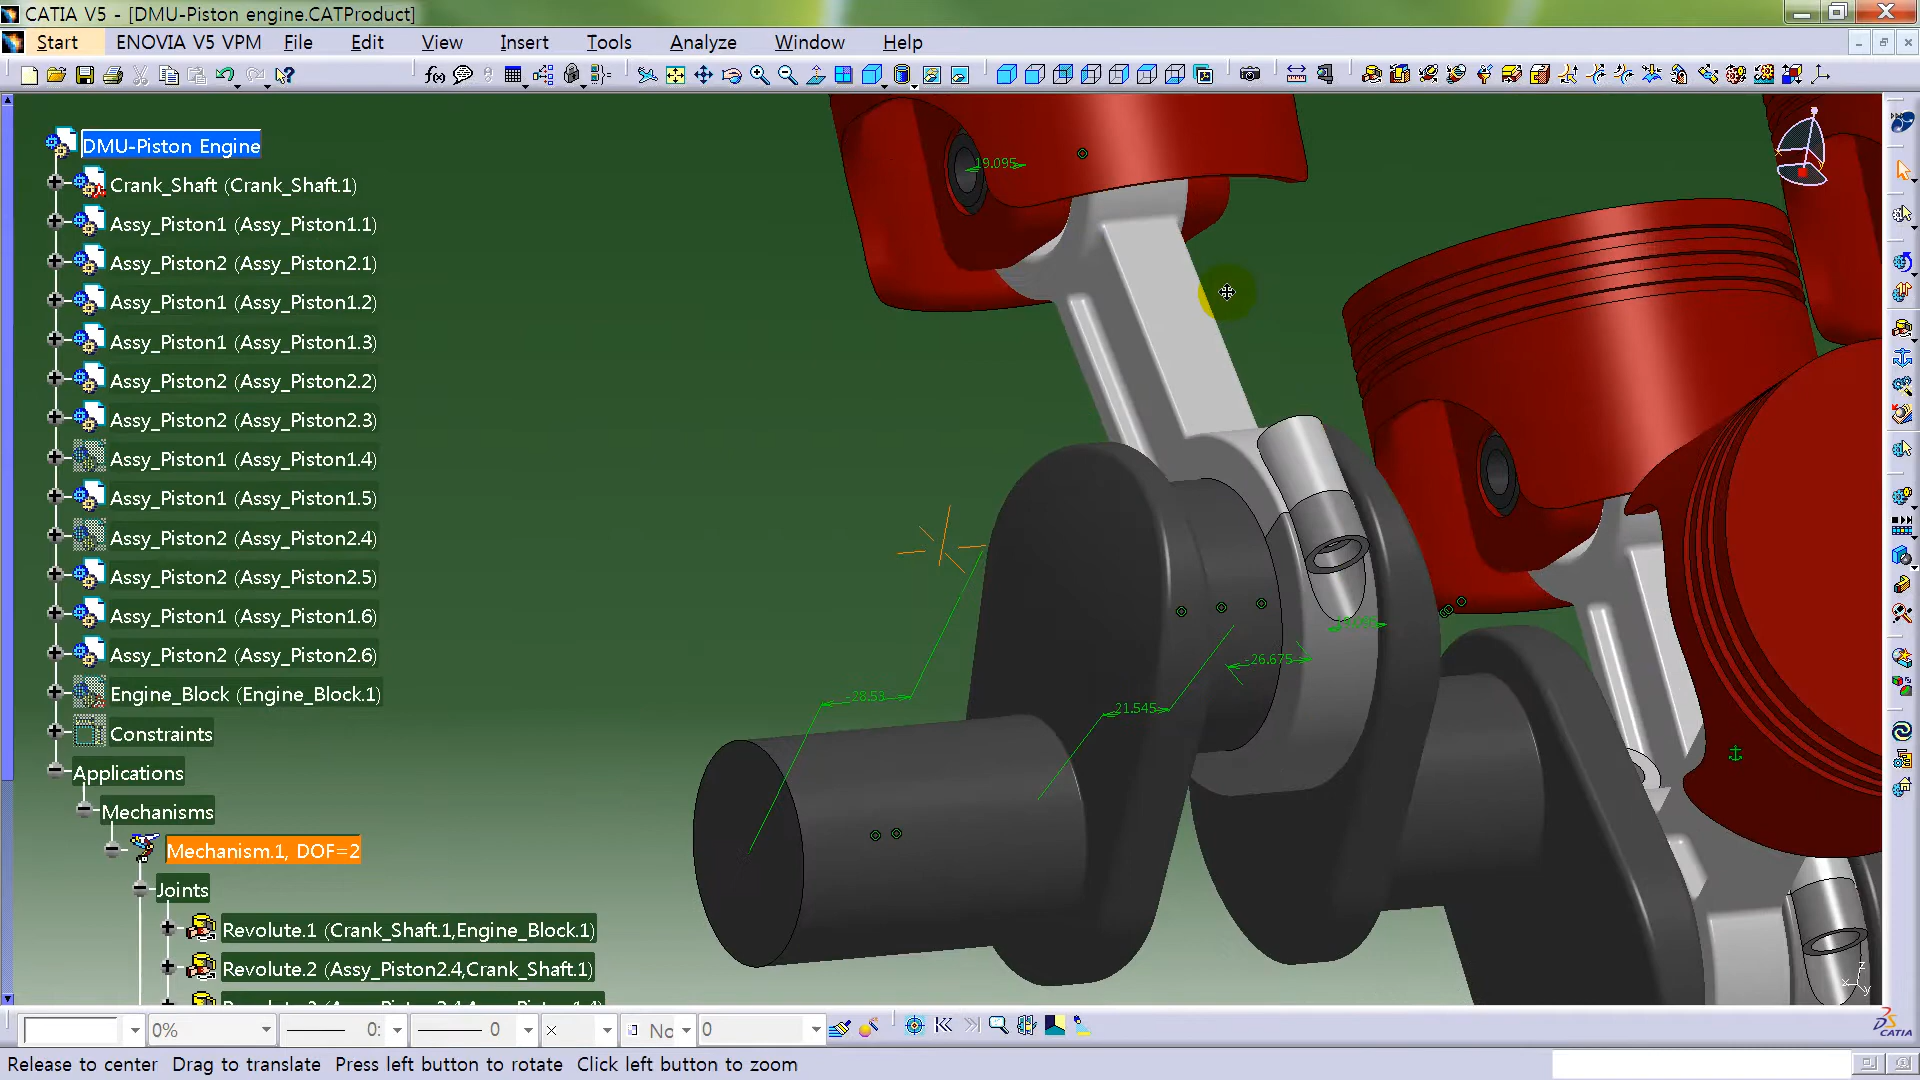 CATIA V5 - [DMU-Piston engine.CATProduct]
Start ENOVIA V5 VPM File Edit View Insert Tools Analyze Window Help
DMU-Piston Engine
Crank_Shaft (Crank_Shaft.1)
Assy_Piston1 (Assy_Piston1.1)
Assy_Piston2 (Assy_Piston2.1)
Assy_Piston1 (Assy_Piston1.2)
Assy_Piston1 (Assy_Piston1.3)
Assy_Piston2 (Assy_Piston2.2)
Assy_Piston2 (Assy_Piston2.3)
Assy_Piston1 (Assy_Piston1.4)
Assy_Piston1 (Assy_Piston1.5)
Assy_Piston2 (Assy_Piston2.4)
Assy_Piston2 (Assy_Piston2.5)
Assy_Piston1 (Assy_Piston1.6)
Assy_Piston2 (Assy_Piston2.6)
Engine_Block (Engine_Block.1)
Constraints
Applications
Mechanisms
Mechanism.1, DOF=2
Joints
Revolute.1 (Crank_Shaft.1,Engine_Block.1)
Revolute.2 (Assy_Piston2.4,Crank_Shaft.1)
19.095
-28.53
21.545
-26.675
z
x
y
0% 0: 0 No 0
CATIA
Release to center Drag to translate Press left button to rotate Click left button to zoom